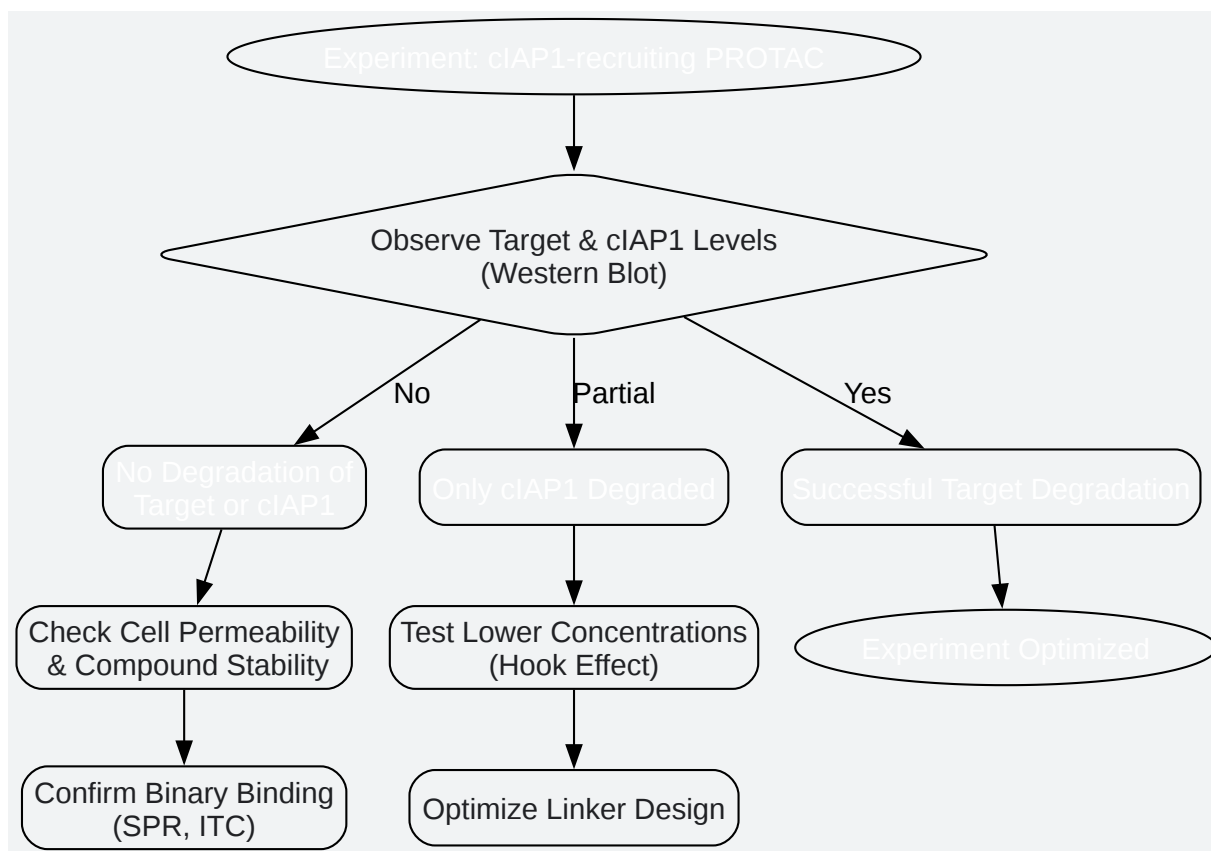 Experiment: cIAP1-recruiting PROTAC
Observe Target & cIAP1 Levels
(Western Blot)
No
Partial
Yes
No Degradation of
Target or cIAP1
Only cIAP1 Degraded
Successful Target Degradation
Check Cell Permeability
& Compound Stability
Test Lower Concentrations
(Hook Effect)
Experiment Optimized
Confirm Binary Binding
(SPR, ITC)
Optimize Linker Design